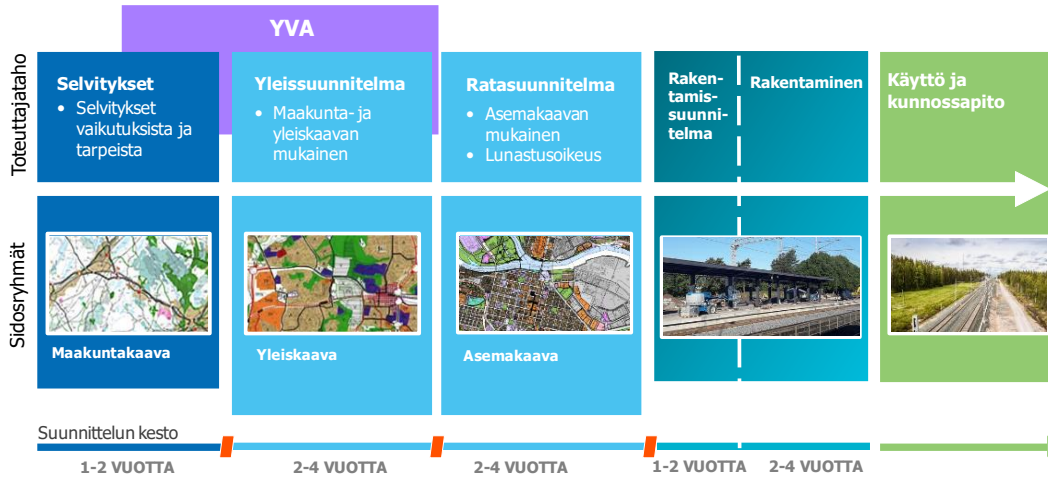 YVA
Toteuttajataho
Selvitykset
• Selvitykset
vaikutuksista ja
tarpeista
Yleissuunnitelma
• Maakunta- ja
yleiskaavan
mukainen
Ratasuunnitelma
• Asemakaavan
mukainen
• Lunastusoikeus
Raken-
tamis-
suunni-
telma
Rakentaminen
Käyttö ja
kunnossapito
Sidosryhmät
Maakuntakaava
Yleiskaava
Asemakaava
Suunnittelun kesto
1-2 VUOTTA
2-4 VUOTTA
2-4 VUOTTA
1-2 VUOTTA
2-4 VUOTTA